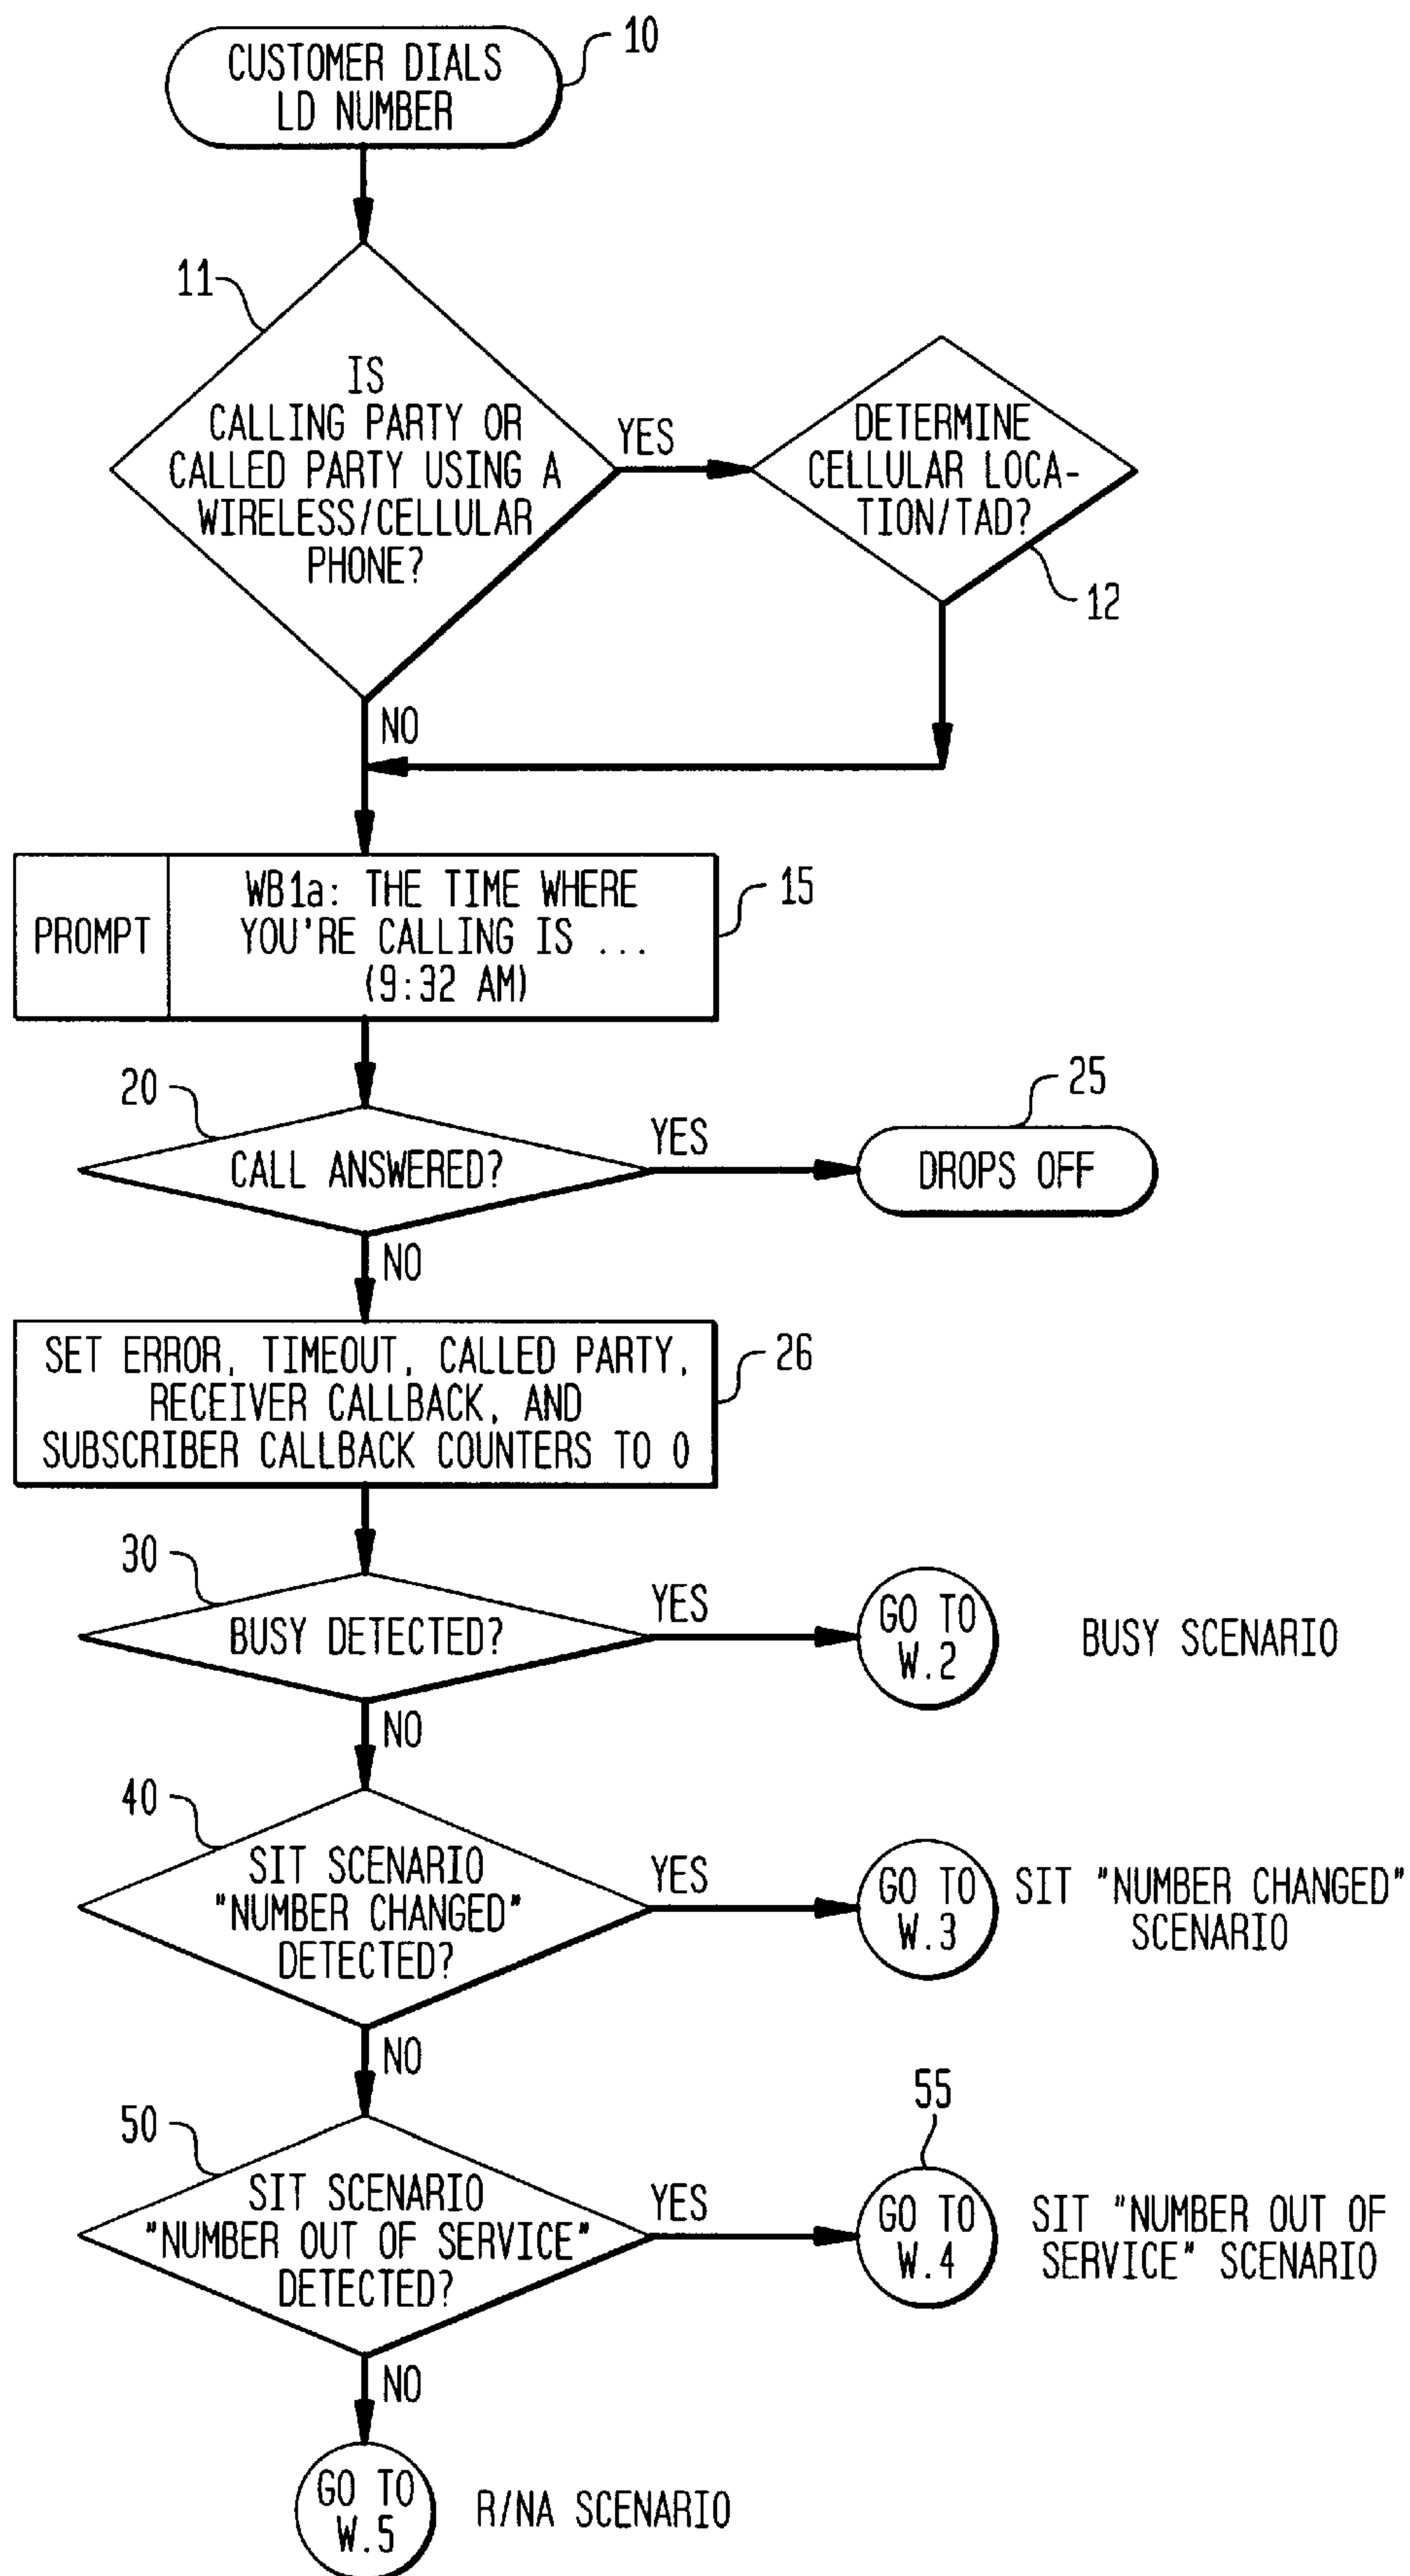 CUSTOMER DIALS
LD NUMBER
10
11
IS
CALLING PARTY OR
CALLED PARTY USING A
WIRELESS/CELLULAR
PHONE?
YES
DETERMINE
CELLULAR LOCA-
TION/TAD?
12
NO
PROMPT
WB1a: THE TIME WHERE
YOU'RE CALLING IS ...
(9:32 AM)
15
20
CALL ANSWERED?
YES
25
DROPS OFF
NO
SET ERROR, TIMEOUT, CALLED PARTY,
RECEIVER CALLBACK, AND
SUBSCRIBER CALLBACK COUNTERS TO 0
26
30
BUSY DETECTED?
YES
GO TO
W.2
BUSY SCENARIO
NO
40
SIT SCENARIO
"NUMBER CHANGED"
DETECTED?
YES
GO TO
W.3
SIT "NUMBER CHANGED"
SCENARIO
NO
50
SIT SCENARIO
"NUMBER OUT OF SERVICE"
DETECTED?
YES
55
GO TO
W.4
SIT "NUMBER OUT OF
SERVICE" SCENARIO
NO
GO TO
W.5
R/NA SCENARIO